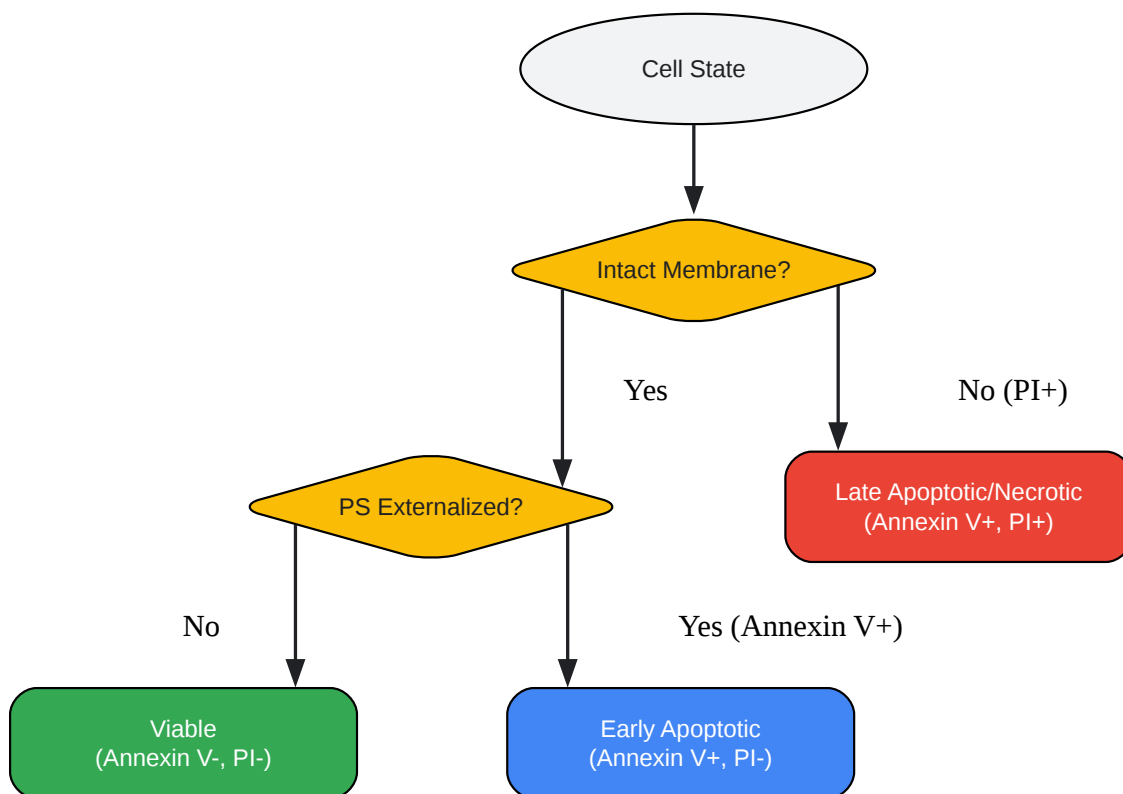 Cell State
Intact Membrane?
Yes
No (PI+)
PS Externalized?
Late Apoptotic/Necrotic
(Annexin V+, PI+)
No
Yes (Annexin V+)
Viable
(Annexin V-, PI-)
Early Apoptotic
(Annexin V+, PI-)